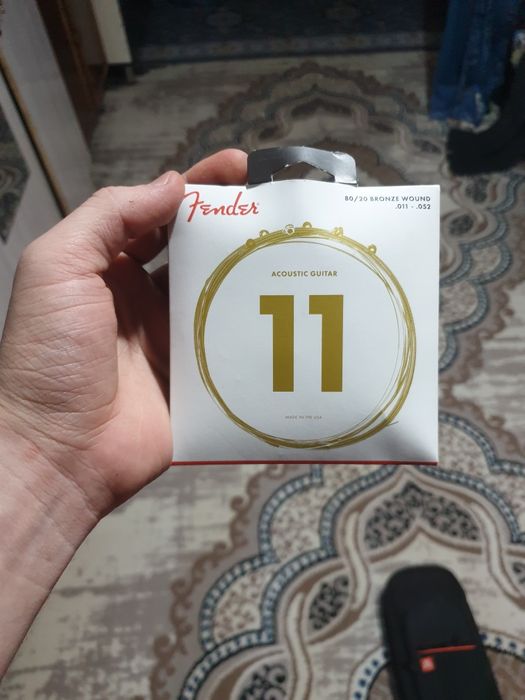 Fender
80/20 BRONZE WOUND
.011 - .052
ACOUSTIC GUITAR
11
MADE IN THE USA